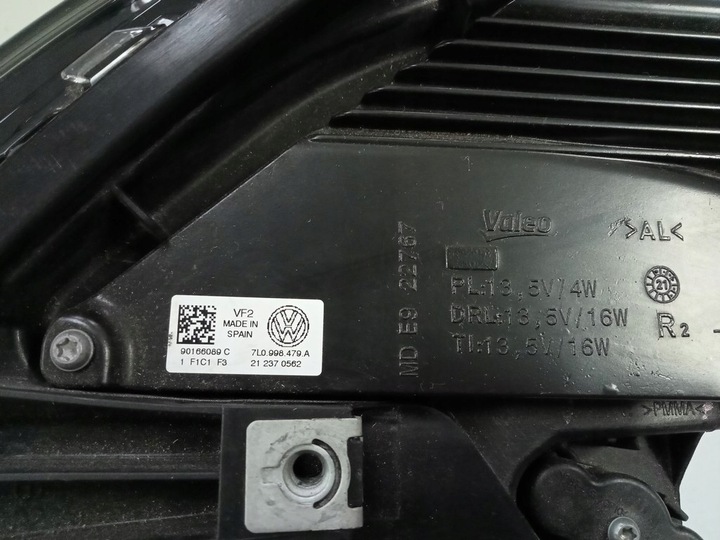 Valeo
>AL<
21
PL:13,5V/4W
DRL:13,5V/16W
TI:13,5V/16W
R2
MD E9 22767
VF2
MADE IN
SPAIN
90166089 C
7L0.998.479.A
1 F1C1 F3
21 237 0562
>PMMA<